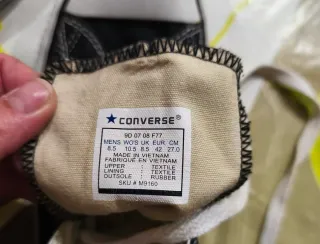 ★CONVERSE®
9D 07 08 F77
MENS WO'S UK EUR. CM
8.5 10.5 8.5 42 27.0
MADE IN VIETNAM
FABRIQUE EN VIETNAM
UPPER : TEXTILE
LINING : TEXTILE
OUTSOLE : RUBBER
SKU # M9160